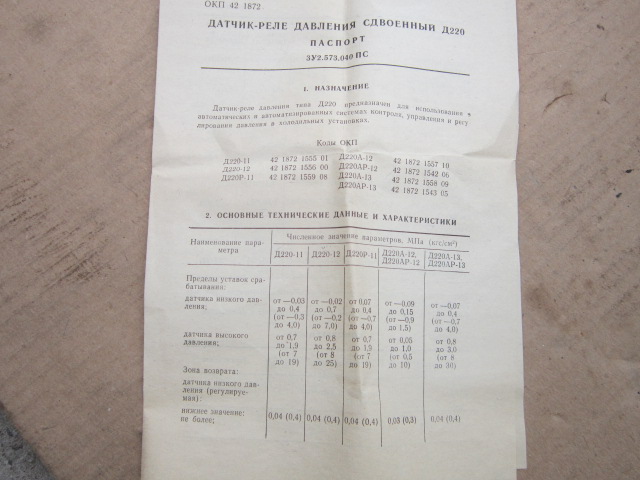 ОКП 42 1872
ДАТЧИК-РЕЛЕ ДАВЛЕНИЯ СДВОЕННЫЙ Д220
ПАСПОРТ
3У2.573.040 ПС
1. НАЗНАЧЕНИЕ
Датчик-реле давления типа Д220 предназначен для использования в
автоматических и автоматизированных системах контроля, управления и регу-
лирования давления в холодильных установках.
Коды ОКП
Д220-11 42 1872 1555 01 Д220А-12 42 1872 1557 10
Д220-12 42 1872 1556 00 Д220АР-12 42 1872 1542 06
Д220Р-11 42 1872 1559 08 Д220А-13 42 1872 1558 09
Д220АР-13 42 1872 1543 05
2. ОСНОВНЫЕ ТЕХНИЧЕСКИЕ ДАННЫЕ И ХАРАКТЕРИСТИКИ
Наименование пара-
метра
Численное значение параметров, МПа (кгс/см²)
Д220-11 Д220-12 Д220Р-11 Д220А-12, Д220А-13,
Д220АР-12 Д220АР-13
Пределы уставок сра-
батывания:
датчика низкого дав- от —0,03 от —0,02 от 0,07 от —0,09 от —0,07
ления; до 0,4 до 0,7 до 0,4 до 0,15 до 0,4
(от —0,3 (от —0,2 (от —0,7 (от —0,9 (от —0,7
до 4,0) до 7,0) до 4,0) до 1,5) до 4,0)
датчика высокого от 0,7 от 0,8 от 0,7 от 0,05 от 0,8
давления; до 1,9 до 2,5 до 1,9 до 1,0 до 3,0
(от 7 (от 8 (от 7 (от 0,5 (от 8
до 19) до 25) до 19) до 10) до 30)
Зона возврата:
датчика низкого дав-
ления (регулируе-
мая):
нижнее значение:
не более; 0,04 (0,4) 0,04 (0,4) 0,04 (0,4) 0,03 (0,3) 0,04 (0,4)